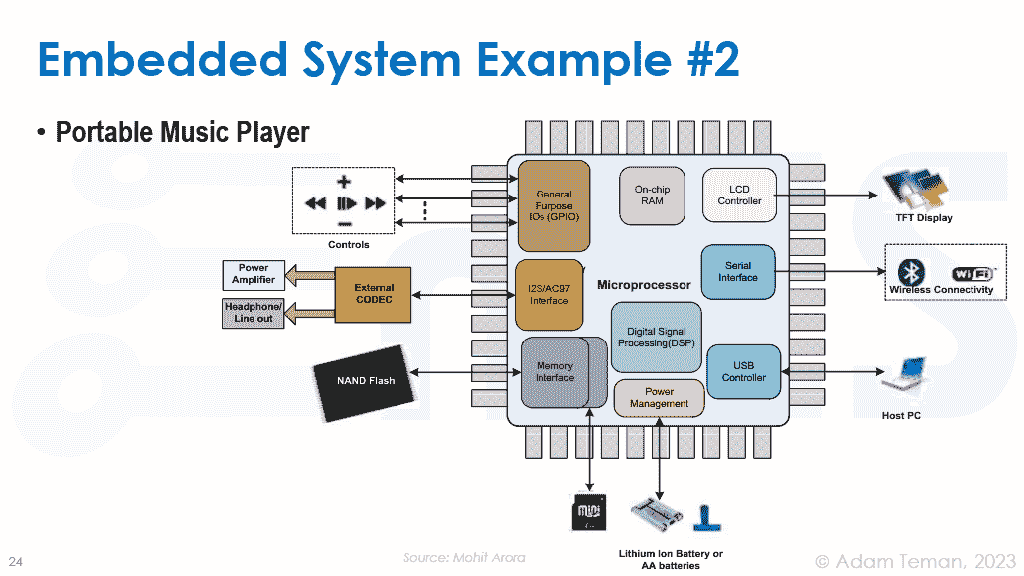 Embedded System Example #2
• Portable Music Player
Controls
Power
Amplifier
Headphone/
Line out
External
CODEC
NAND Flash
General
Purpose
IOs (GPIO)
I2S/AC97
Interface
Memory
Interface
On-chip
RAM
LCD
Controller
Serial
Interface
Microprocessor
Digital Signal
Processing(DSP)
USB
Controller
Power
Management
TFT Display
WiFi
Wireless Connectivity
Host PC
mini
Lithium Ion Battery or
AA batteries
24
Source: Mohit Arora
© Adam Teman, 2023